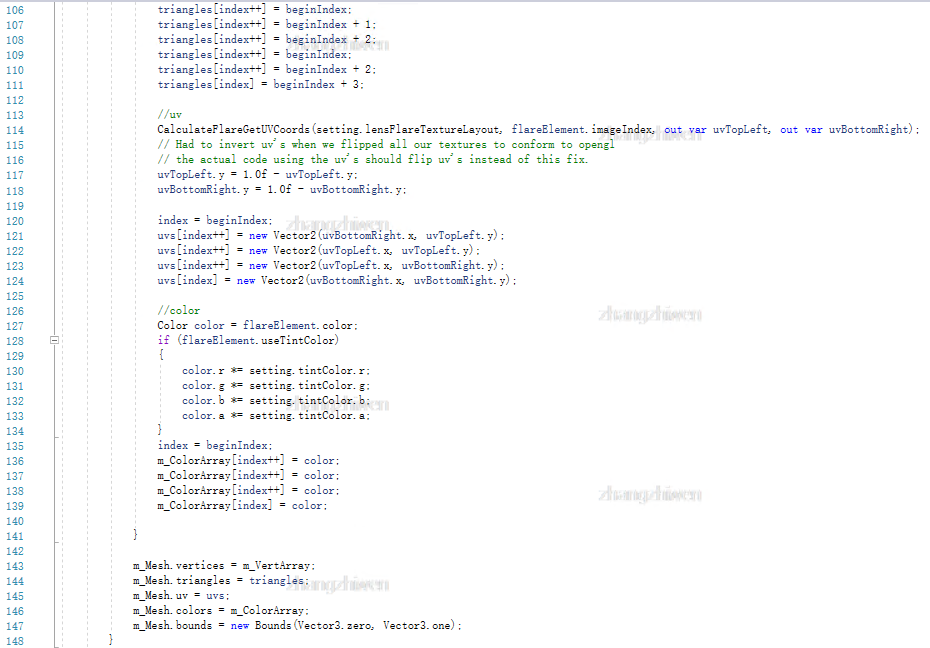 106 triangles[index++] = beginIndex;
107 triangles[index++] = beginIndex + 1;
108 triangles[index++] = beginIndex + 2;
109 triangles[index++] = beginIndex;
110 triangles[index++] = beginIndex + 2;
111 triangles[index] = beginIndex + 3;
112
113 //uv
114 CalculateFlareGetUVCoords(setting.lensFlareTextureLayout, flareElement.imageIndex, out var uvTopLeft, out var uvBottomRight);
115 // Had to invert uv's when we flipped all our textures to conform to opengl
116 // the actual code using the uv's should flip uv's instead of this fix.
117 uvTopLeft.y = 1.0f - uvTopLeft.y;
118 uvBottomRight.y = 1.0f - uvBottomRight.y;
119
120 index = beginIndex;
121 uvs[index++] = new Vector2(uvBottomRight.x, uvTopLeft.y);
122 uvs[index++] = new Vector2(uvTopLeft.x, uvTopLeft.y);
123 uvs[index++] = new Vector2(uvTopLeft.x, uvBottomRight.y);
124 uvs[index] = new Vector2(uvBottomRight.x, uvBottomRight.y);
125
126 //color
127 Color color = flareElement.color;
128 if (flareElement.useTintColor)
129 {
130 color.r *= setting.tintColor.r;
131 color.g *= setting.tintColor.g;
132 color.b *= setting.tintColor.b;
133 color.a *= setting.tintColor.a;
134 }
135 index = beginIndex;
136 m_ColorArray[index++] = color;
137 m_ColorArray[index++] = color;
138 m_ColorArray[index++] = color;
139 m_ColorArray[index] = color;
140
141 }
142
143 m_Mesh.vertices = m_VertArray;
144 m_Mesh.triangles = triangles;
145 m_Mesh.uv = uvs;
146 m_Mesh.colors = m_ColorArray;
147 m_Mesh.bounds = new Bounds(Vector3.zero, Vector3.one);
148 }
zhangzhiwen
zhangzhiwen
zhangzhiwen
zhangzhiwen
zhangzhiwen
zhangzhiwen
zhangzhiwen